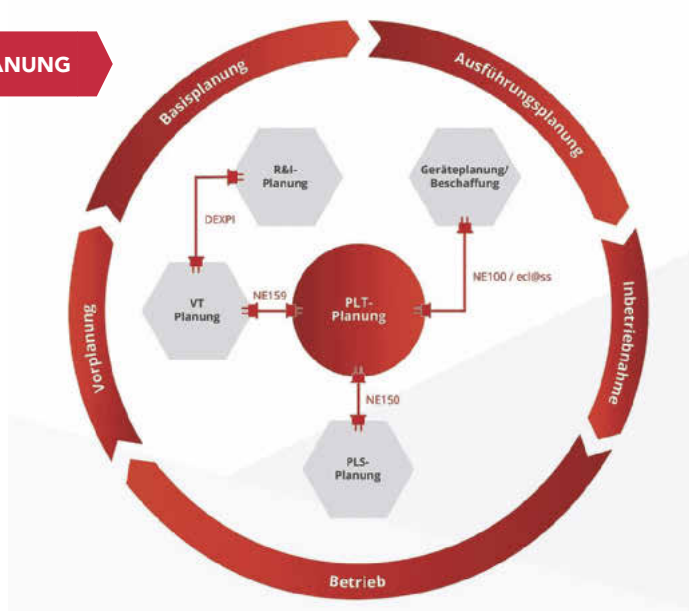 ANUNG
Basisplanung
Ausführungsplanung
R&I-
Planung
Geräteplanung/
Beschaffung
DEXPI
NE100 / ecl@ss
VT
Planung
NE159
PLT-
Planung
Vorplanung
Inbetriebnahme
NE150
PLS-
Planung
Betrieb